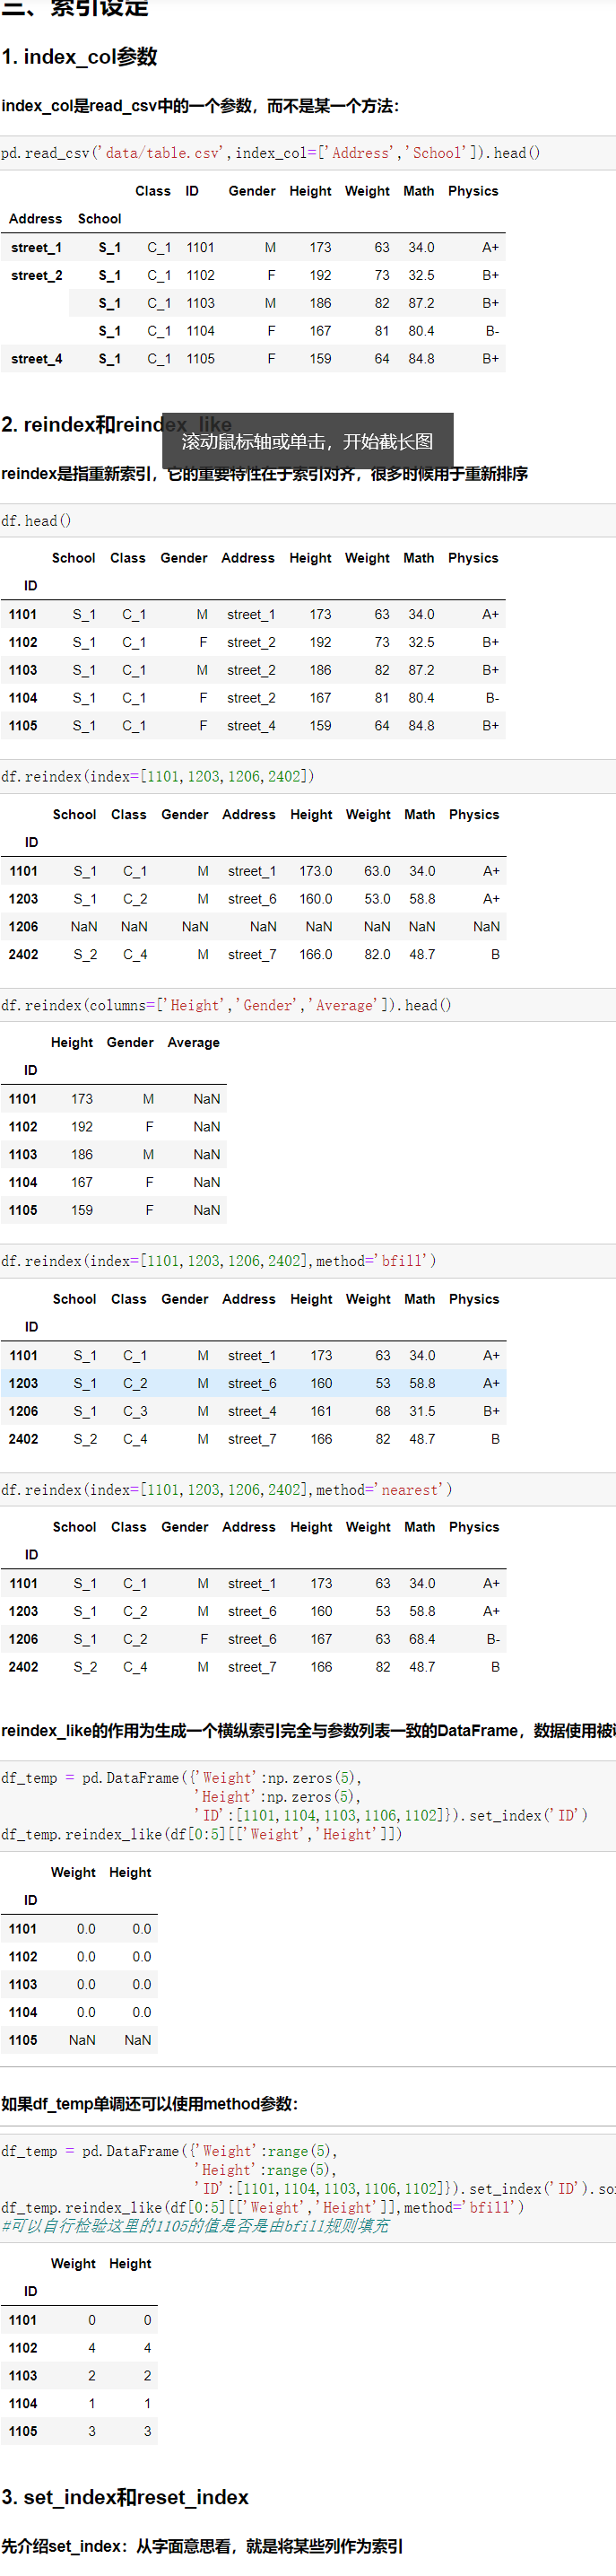 三、索引设定
1. index_col参数
index_col是read_csv中的一个参数，而不是某一个方法：
pd.read_csv('data/table.csv',index_col=['Address','School']).head()
Class ID Gender Height Weight Math Physics
Address School
street_1 S_1 C_1 1101 M 173 63 34.0 A+
street_2 S_1 C_1 1102 F 192 73 32.5 B+
S_1 C_1 1103 M 186 82 87.2 B+
S_1 C_1 1104 F 167 81 80.4 B-
street_4 S_1 C_1 1105 F 159 64 84.8 B+
2. reindex和reindex_like
滚动鼠标轴或单击，开始截长图
reindex是指重新索引，它的重要特性在于索引对齐，很多时候用于重新排序
df.head()
School Class Gender Address Height Weight Math Physics
ID
1101 S_1 C_1 M street_1 173 63 34.0 A+
1102 S_1 C_1 F street_2 192 73 32.5 B+
1103 S_1 C_1 M street_2 186 82 87.2 B+
1104 S_1 C_1 F street_2 167 81 80.4 B-
1105 S_1 C_1 F street_4 159 64 84.8 B+
df.reindex(index=[1101,1203,1206,2402])
School Class Gender Address Height Weight Math Physics
ID
1101 S_1 C_1 M street_1 173.0 63.0 34.0 A+
1203 S_1 C_2 M street_6 160.0 53.0 58.8 A+
1206 NaN NaN NaN NaN NaN NaN NaN NaN
2402 S_2 C_4 M street_7 166.0 82.0 48.7 B
df.reindex(columns=['Height','Gender','Average']).head()
Height Gender Average
ID
1101 173 M NaN
1102 192 F NaN
1103 186 M NaN
1104 167 F NaN
1105 159 F NaN
df.reindex(index=[1101,1203,1206,2402],method='bfill')
School Class Gender Address Height Weight Math Physics
ID
1101 S_1 C_1 M street_1 173 63 34.0 A+
1203 S_1 C_2 M street_6 160 53 58.8 A+
1206 S_1 C_3 M street_4 161 68 31.5 B+
2402 S_2 C_4 M street_7 166 82 48.7 B
df.reindex(index=[1101,1203,1206,2402],method='nearest')
School Class Gender Address Height Weight Math Physics
ID
1101 S_1 C_1 M street_1 173 63 34.0 A+
1203 S_1 C_2 M street_6 160 53 58.8 A+
1206 S_1 C_2 F street_6 167 63 68.4 B-
2402 S_2 C_4 M street_7 166 82 48.7 B
reindex_like的作用为生成一个横纵索引完全与参数列表一致的DataFrame，数据使用被
df_temp = pd.DataFrame({'Weight':np.zeros(5),
'Height':np.zeros(5),
'ID':[1101,1104,1103,1106,1102]}).set_index('ID')
df_temp.reindex_like(df[0:5][['Weight','Height']])
Weight Height
ID
1101 0.0 0.0
1102 0.0 0.0
1103 0.0 0.0
1104 0.0 0.0
1105 NaN NaN
如果df_temp单调还可以使用method参数：
df_temp = pd.DataFrame({'Weight':range(5),
'Height':range(5),
'ID':[1101,1104,1103,1106,1102]}).set_index('ID').so
df_temp.reindex_like(df[0:5][['Weight','Height']],method='bfill')
#可以自行检验这里的1105的值是否是由bfill规则填充
Weight Height
ID
1101 0 0
1102 4 4
1103 2 2
1104 1 1
1105 3 3
3. set_index和reset_index
先介绍set_index：从字面意思看，就是将某些列作为索引